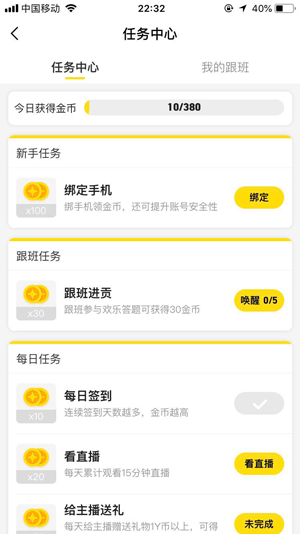 中国移动 22:32 40%
任务中心
任务中心 我的跟班
今日获得金币 10/380
新手任务
绑定手机
x100 绑手机领金币，还可提升账号安全性 绑定
跟班任务
跟班进贡
x30 跟班参与欢乐答题可获得30金币 唤醒 0/5
每日任务
每日签到
x10 连续签到天数越多，金币越高
看直播
x20 每天累计观看15分钟直播 看直播
给主播送礼
每天给主播赠送礼物1Y币以上，可得 未完成